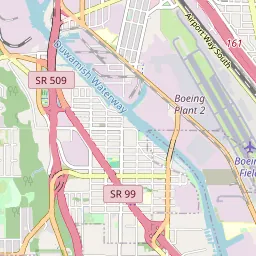 Airport Way South
161
Duwamish Waterway
SR 509
Boeing
Plant 2
Boeing
Field
SR 99